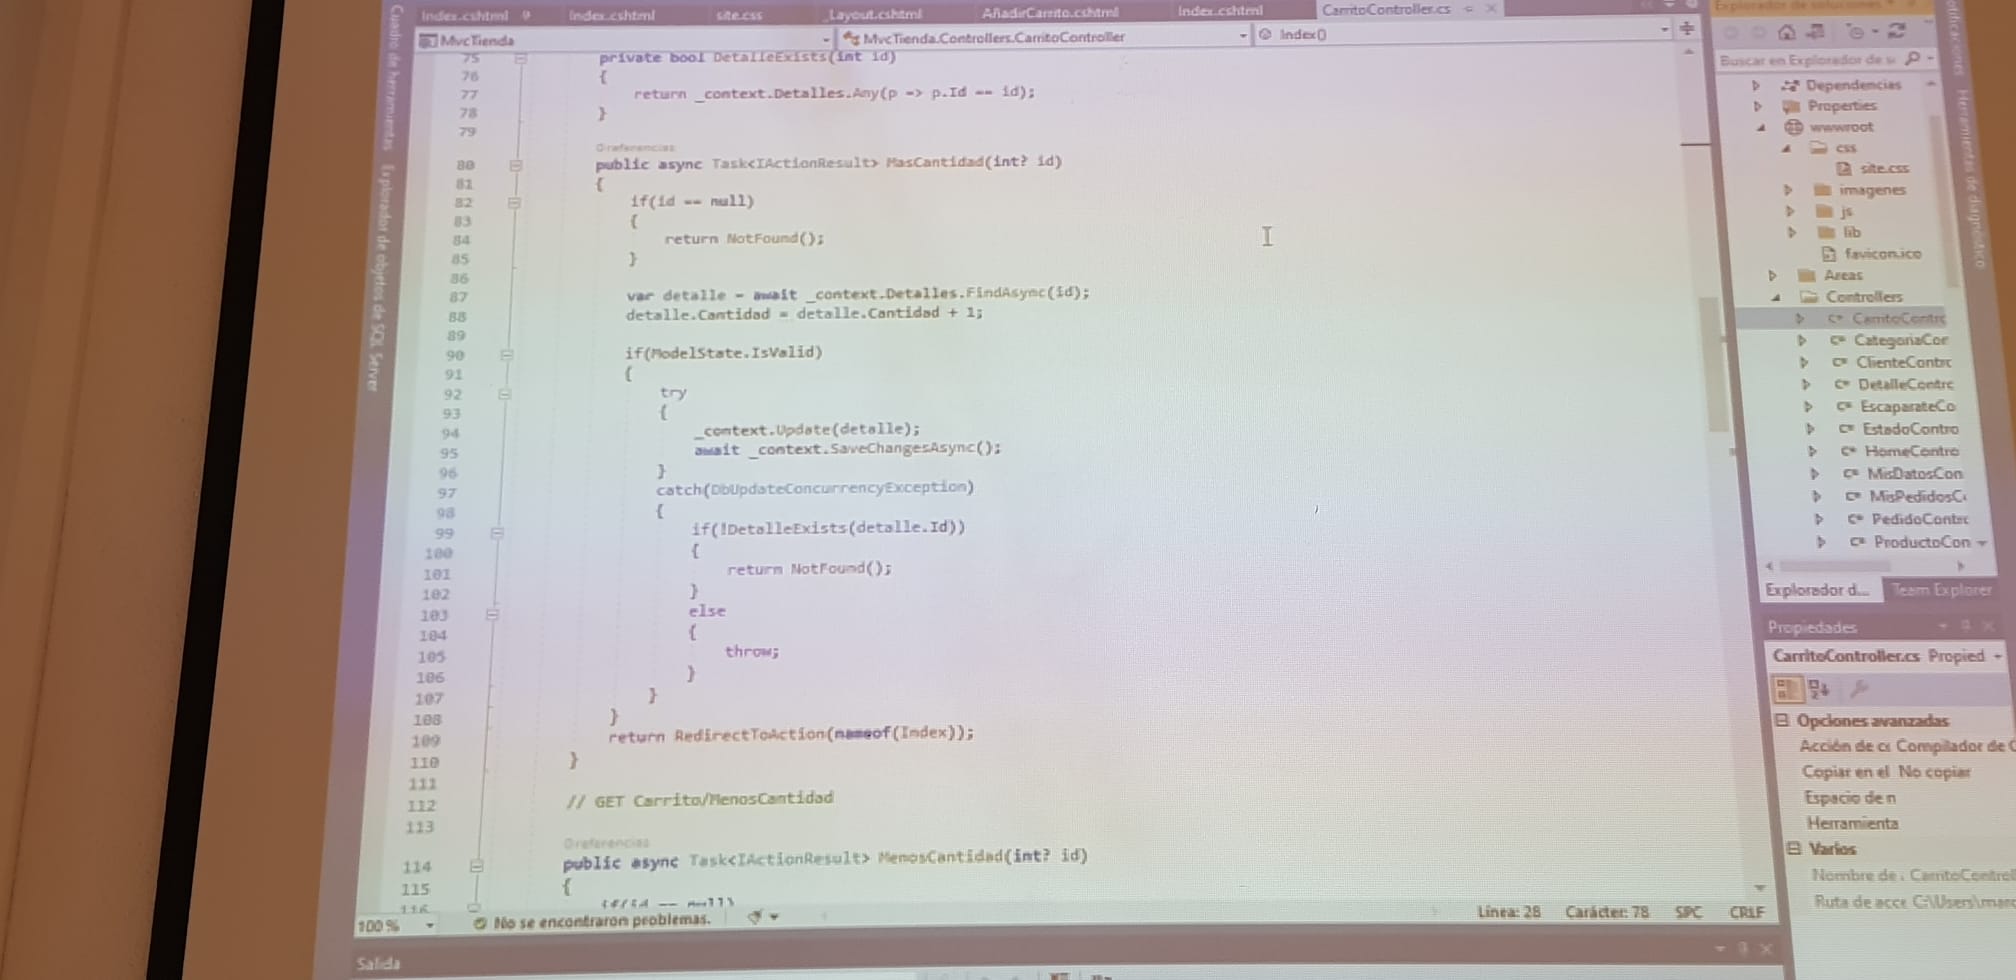 Index.cshtml
Index.cshtml
site.css
_Layout.cshtml
AñadirCarrito.cshtml
Index.cshtml
CarritoController.cs
MvcTienda
MvcTienda.Controllers.CarritoController
Index()
75 private bool DetalleExists(int id)
76 {
77 return _context.Detalles.Any(p => p.Id == id);
78 }
79
0 referencias
80 public async Task<IActionResult> MasCantidad(int? id)
81 {
82 if(id == null)
83 {
84 return NotFound();
85 }
86
87 var detalle = await _context.Detalles.FindAsync(id);
88 detalle.Cantidad = detalle.Cantidad + 1;
89
90 if(ModelState.IsValid)
91 {
92 try
93 {
94 _context.Update(detalle);
95 await _context.SaveChangesAsync();
96 }
97 catch(DbUpdateConcurrencyException)
98 {
99 if(!DetalleExists(detalle.Id))
100 {
101 return NotFound();
102 }
103 else
104 {
105 throw;
106 }
107 }
108 }
109 return RedirectToAction(nameof(Index));
110 }
111
112 // GET Carrito/MenosCantidad
113
0 referencias
114 public async Task<IActionResult> MenosCantidad(int? id)
115 {
116
100 %
No se encontraron problemas.
Línea: 28
Carácter: 78
SPC
CRLF
Salida
Cuadro de herramientas
Explorador de objetos de SQL Server
Explorador de soluciones
Buscar en Explorador de s
Dependencias
Properties
wwwroot
css
site.css
imagenes
js
lib
favicon.ico
Areas
Controllers
C# CarritoContrc
C# CategoriaCor
C# ClienteContrc
C# DetalleContrc
C# EscaparateCo
C# EstadoContro
C# HomeContro
C# MisDatosCon
C# MisPedidosC
C# PedidoContrc
C# ProductoCon
Explorador d...
Team Explorer
Propiedades
CarritoController.cs Propied
Opciones avanzadas
Acción de co Compilador de C
Copiar en el No copiar
Espacio de n
Herramienta
Varios
Nombre de CarritoControl
Ruta de acce C:\Users\marc
Herramientas de diagnóstico